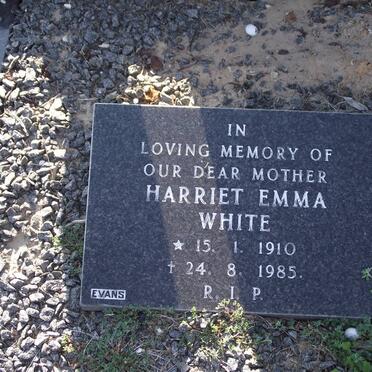 IN
LOVING MEMORY OF
OUR DEAR MOTHER
HARRIET EMMA
WHITE
★ 15. 1. 1910
† 24. 8. 1985.
R.I.P.
EVANS